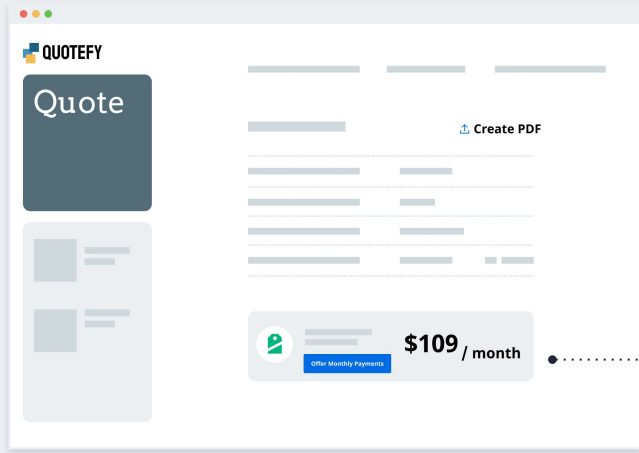 QUOTEFY
Quote
Create PDF
$109 / month
Offer Monthly Payments